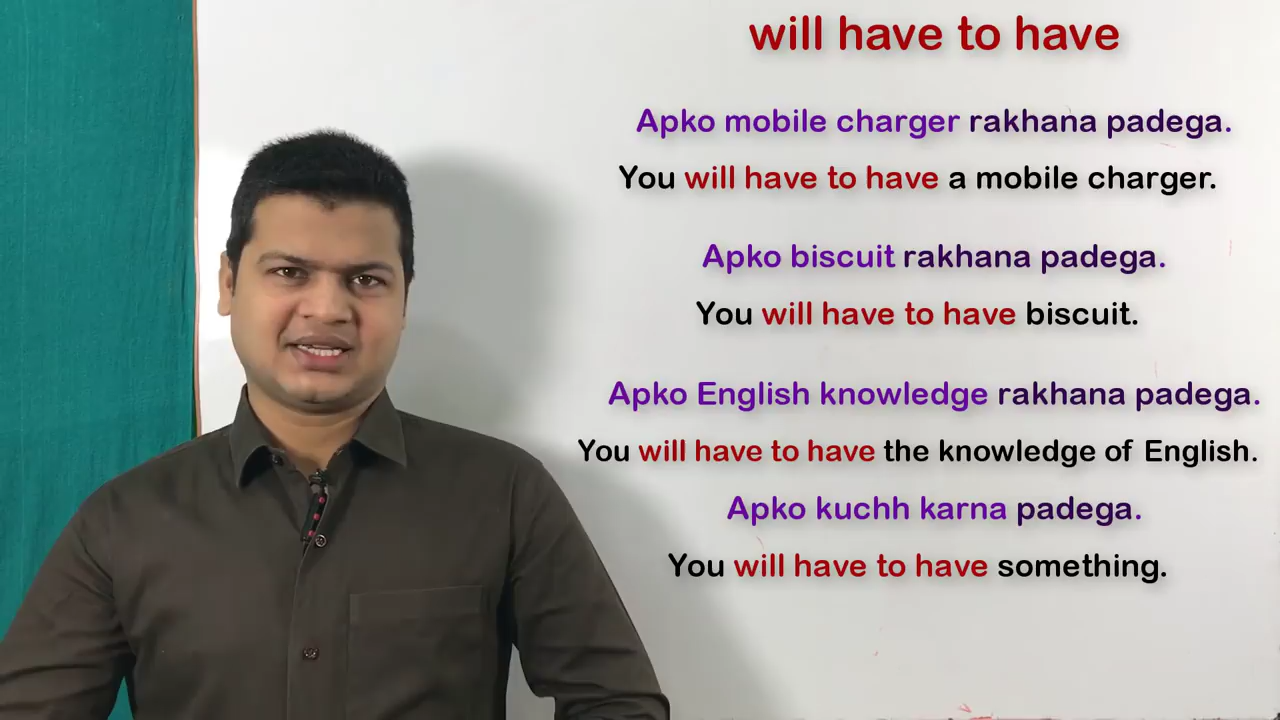 will have to have
Apko mobile charger rakhana padega.
You will have to have a mobile charger.
Apko biscuit rakhana padega.
You will have to have biscuit.
Apko English knowledge rakhana padega.
You will have to have the knowledge of English.
Apko kuchh karna padega.
You will have to have something.